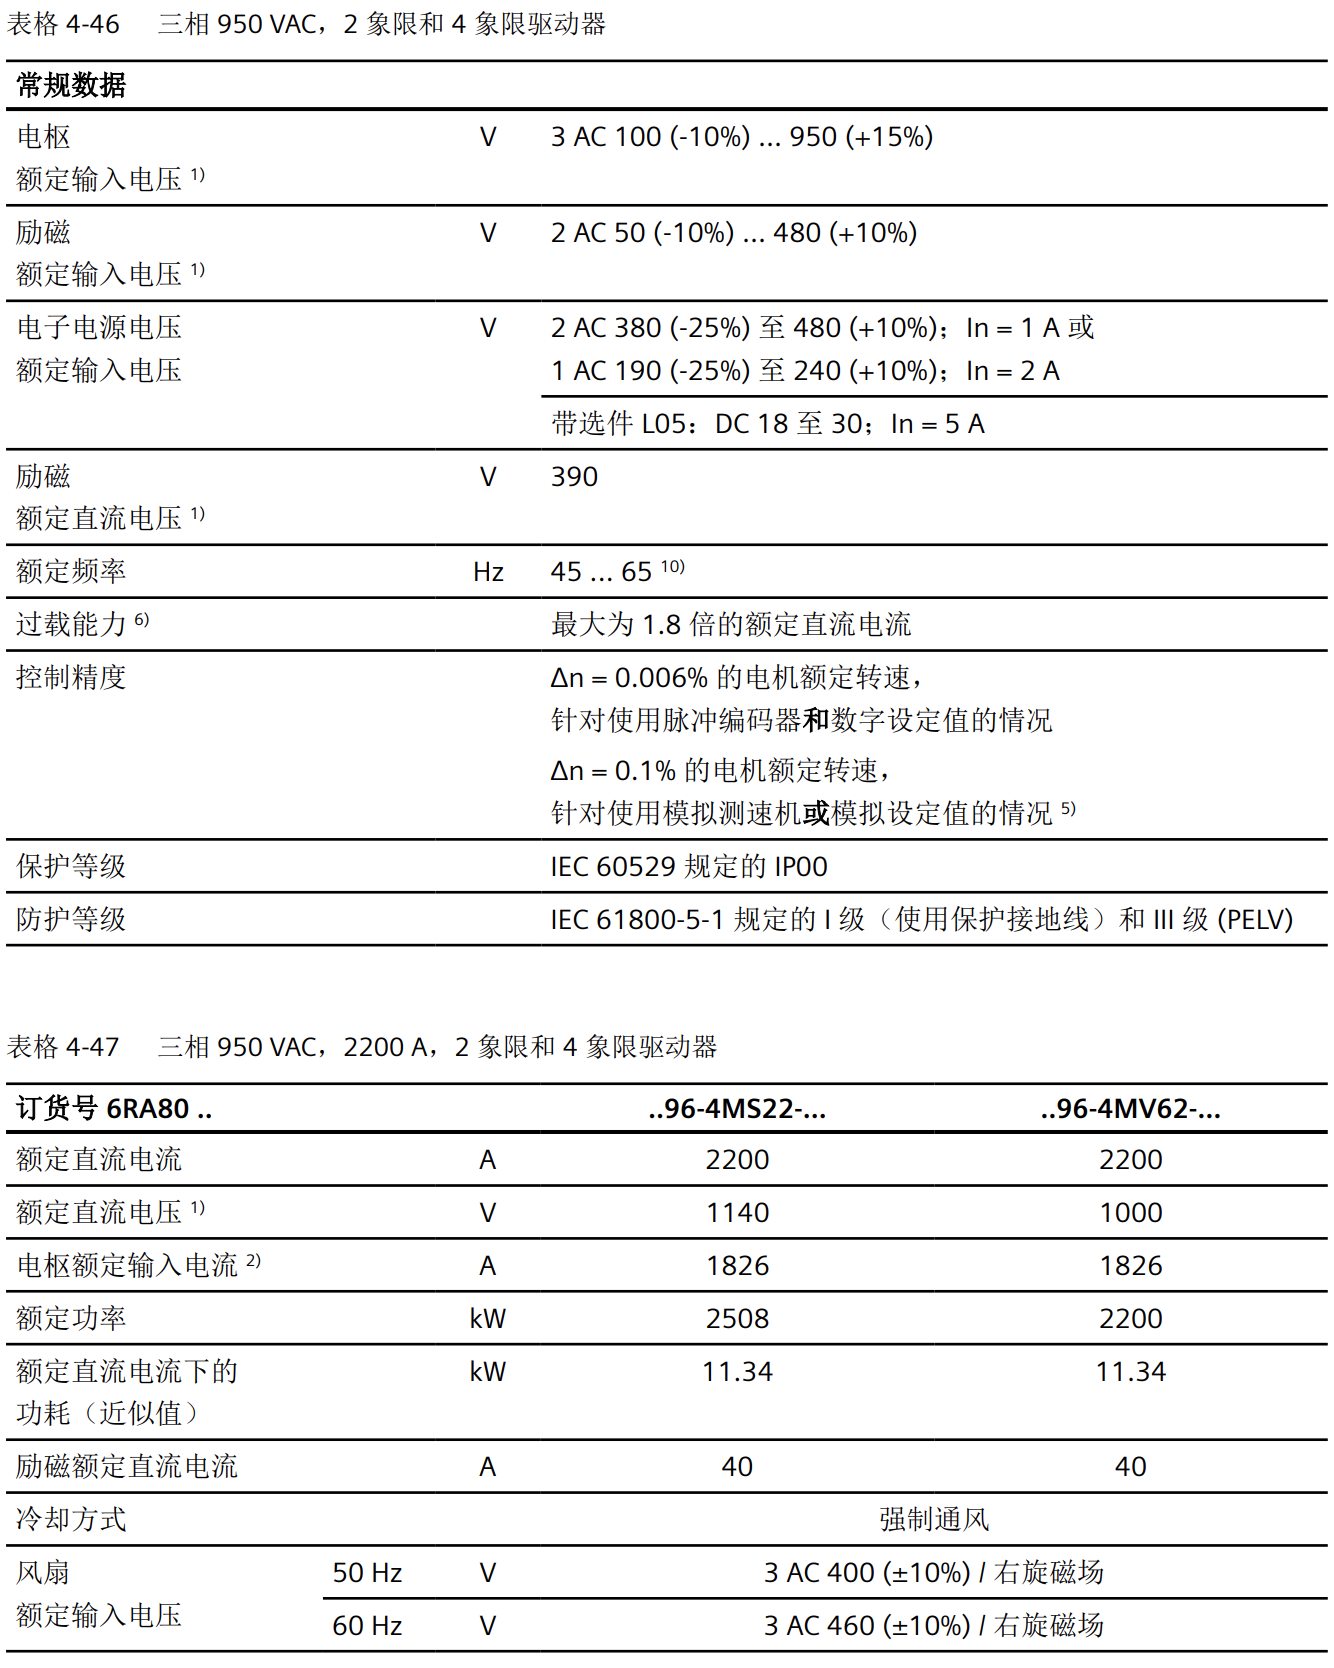 表格 4-46 三相 950 VAC，2 象限和 4 象限驱动器
常规数据
电枢 V 3 AC 100 (-10%) ... 950 (+15%)
额定输入电压 1)
励磁 V 2 AC 50 (-10%) ... 480 (+10%)
额定输入电压 1)
电子电源电压 V 2 AC 380 (-25%) 至 480 (+10%)；In = 1 A 或
额定输入电压 1 AC 190 (-25%) 至 240 (+10%)；In = 2 A
带选件 L05：DC 18 至 30；In = 5 A
励磁 V 390
额定直流电压 1)
额定频率 Hz 45 ... 65 10)
过载能力 6) 最大为 1.8 倍的额定直流电流
控制精度 Δn = 0.006% 的电机额定转速，
针对使用脉冲编码器和数字设定值的情况
Δn = 0.1% 的电机额定转速，
针对使用模拟测速机或模拟设定值的情况 5)
保护等级 IEC 60529 规定的 IP00
防护等级 IEC 61800-5-1 规定的 I 级（使用保护接地线）和 III 级 (PELV)
表格 4-47 三相 950 VAC，2200 A，2 象限和 4 象限驱动器
订货号 6RA80 .. ..96-4MS22-... ..96-4MV62-...
额定直流电流 A 2200 2200
额定直流电压 1) V 1140 1000
电枢额定输入电流 2) A 1826 1826
额定功率 kW 2508 2200
额定直流电流下的 kW 11.34 11.34
功耗（近似值）
励磁额定直流电流 A 40 40
冷却方式 强制通风
风扇 50 Hz V 3 AC 400 (±10%) / 右旋磁场
额定输入电压 60 Hz V 3 AC 460 (±10%) / 右旋磁场